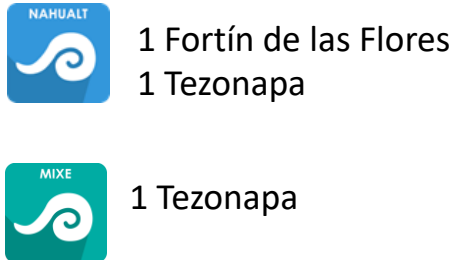 NAHUALT
1 Fortín de las Flores
1 Tezonapa
MIXE
1 Tezonapa